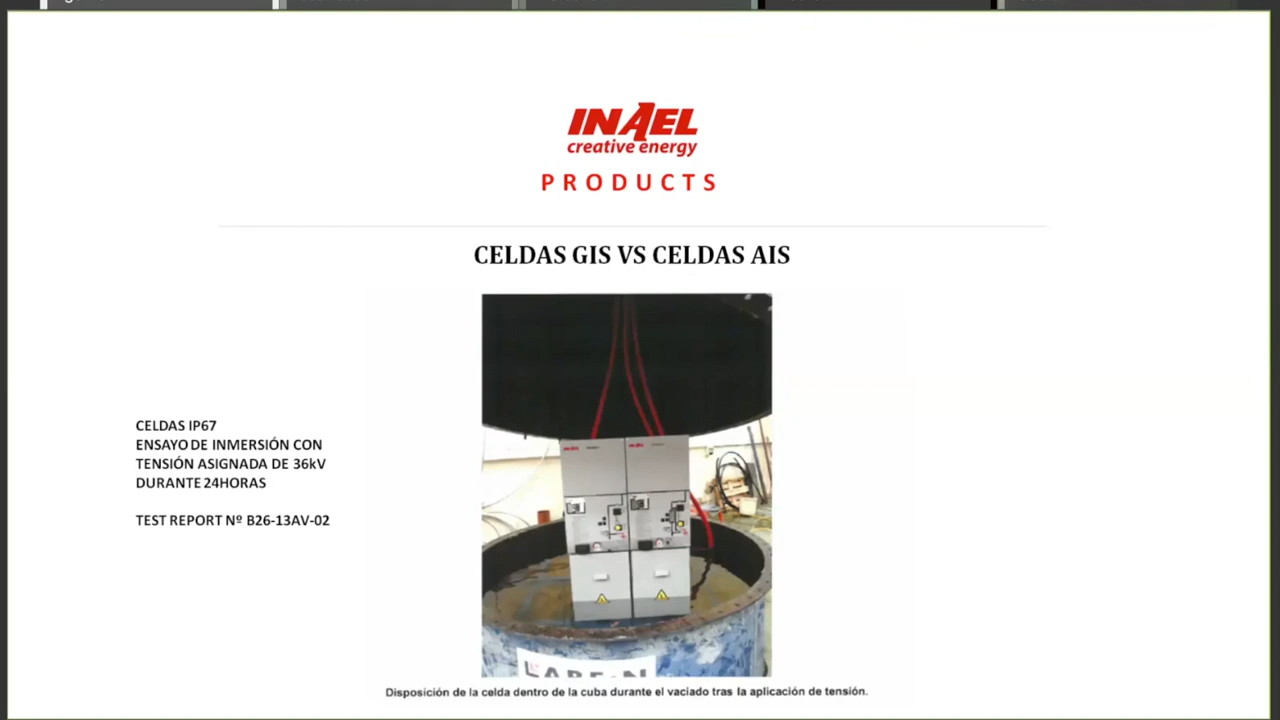 INAEL
creative energy
PRODUCTS
CELDAS GIS VS CELDAS AIS
CELDAS IP67
ENSAYO DE INMERSIÓN CON
TENSIÓN ASIGNADA DE 36kV
DURANTE 24HORAS
TEST REPORT Nº B26-13AV-02
Disposición de la celda dentro de la cuba durante el vaciado tras la aplicación de tensión.